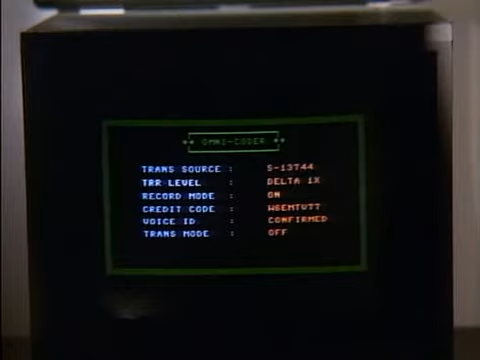 OMNI-CODER
TRANS SOURCE : S-13744
TRR LEVEL : DELTA 1X
RECORD MODE : ON
CREDIT CODE : WSEMTV77
VOICE ID : CONFIRMED
TRANS MODE : OFF